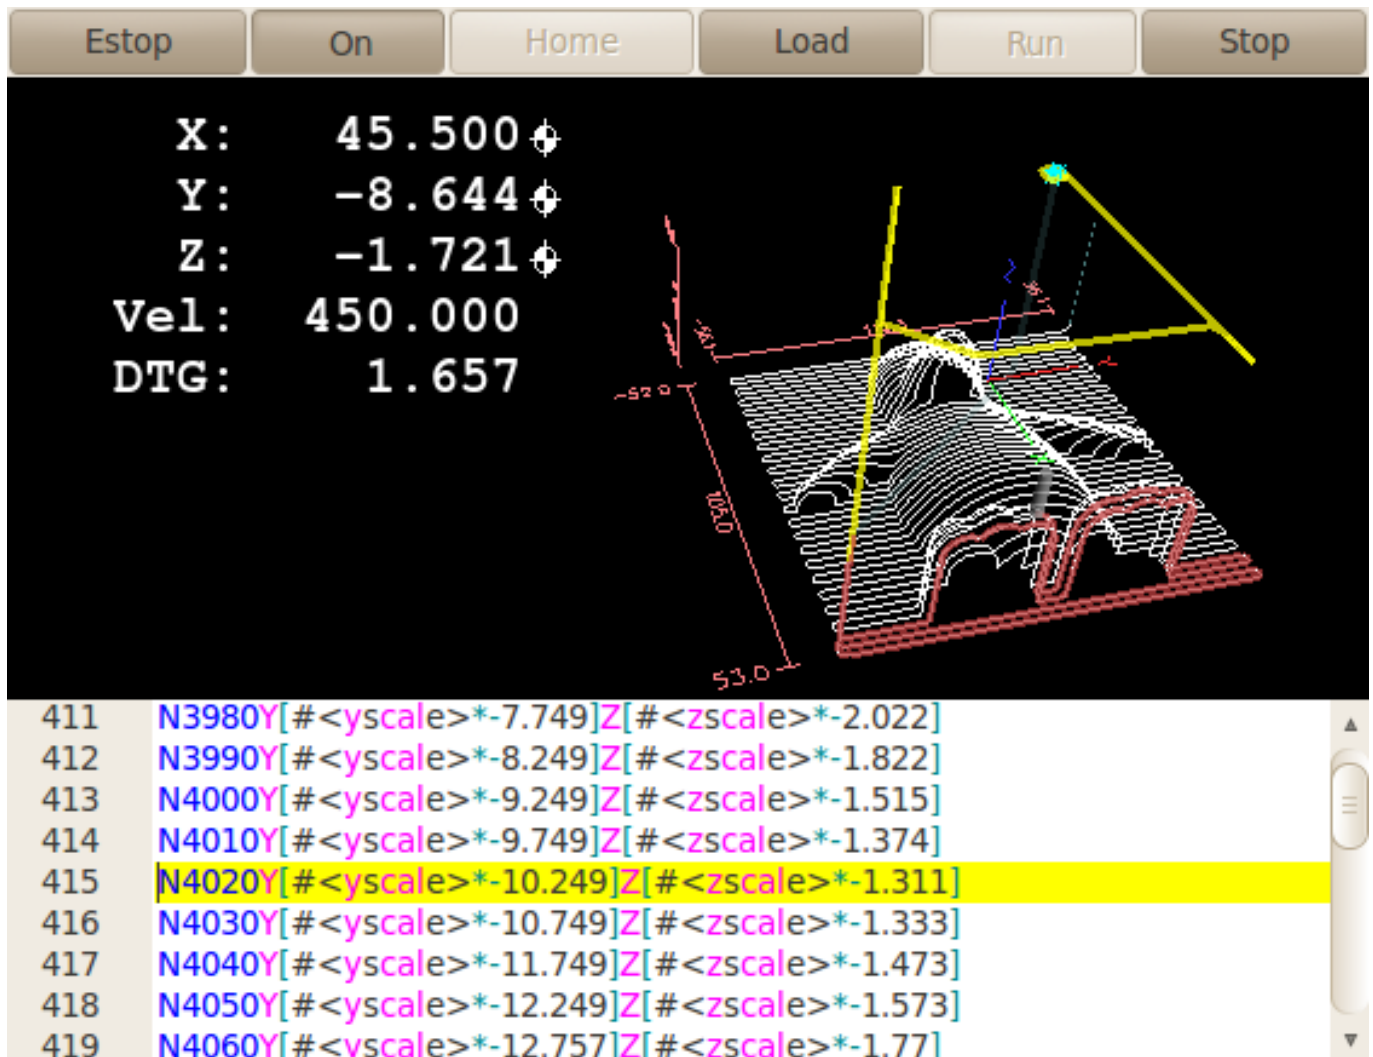 Estop On Home Load Run Stop
X: 45.500
Y: -8.644
Z: -1.721
Vel: 450.000
DTG: 1.657
-52.0
105.0
53.0
411 N3980Y[#<yscale>*-7.749]Z[#<zscale>*-2.022]
412 N3990Y[#<yscale>*-8.249]Z[#<zscale>*-1.822]
413 N4000Y[#<yscale>*-9.249]Z[#<zscale>*-1.515]
414 N4010Y[#<yscale>*-9.749]Z[#<zscale>*-1.374]
415 N4020Y[#<yscale>*-10.249]Z[#<zscale>*-1.311]
416 N4030Y[#<yscale>*-10.749]Z[#<zscale>*-1.333]
417 N4040Y[#<yscale>*-11.749]Z[#<zscale>*-1.473]
418 N4050Y[#<yscale>*-12.249]Z[#<zscale>*-1.573]
419 N4060Y[#<yscale>*-12.757]Z[#<zscale>*-1.77]